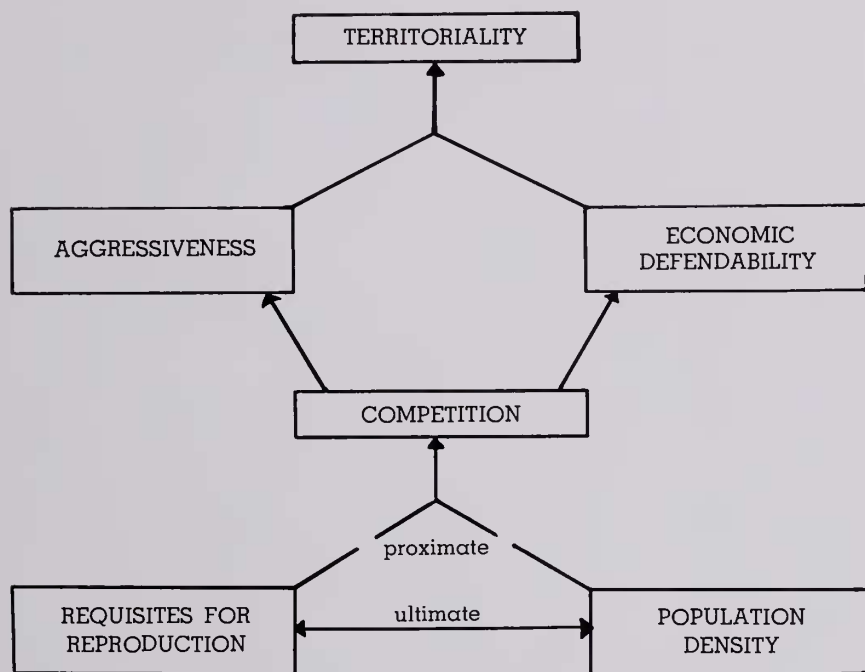 TERRITORIALITY
AGGRESSIVENESS
ECONOMIC
DEFENDABILITY
COMPETITION
proximate
REQUISITES FOR
REPRODUCTION
ultimate
POPULATION
DENSITY